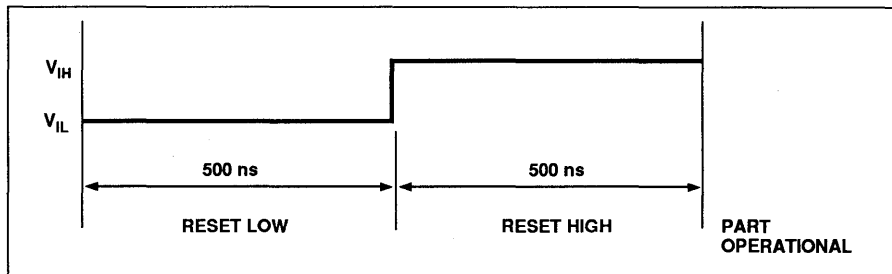 V_IH
V_IL
500 ns
500 ns
RESET LOW
RESET HIGH
PART
OPERATIONAL